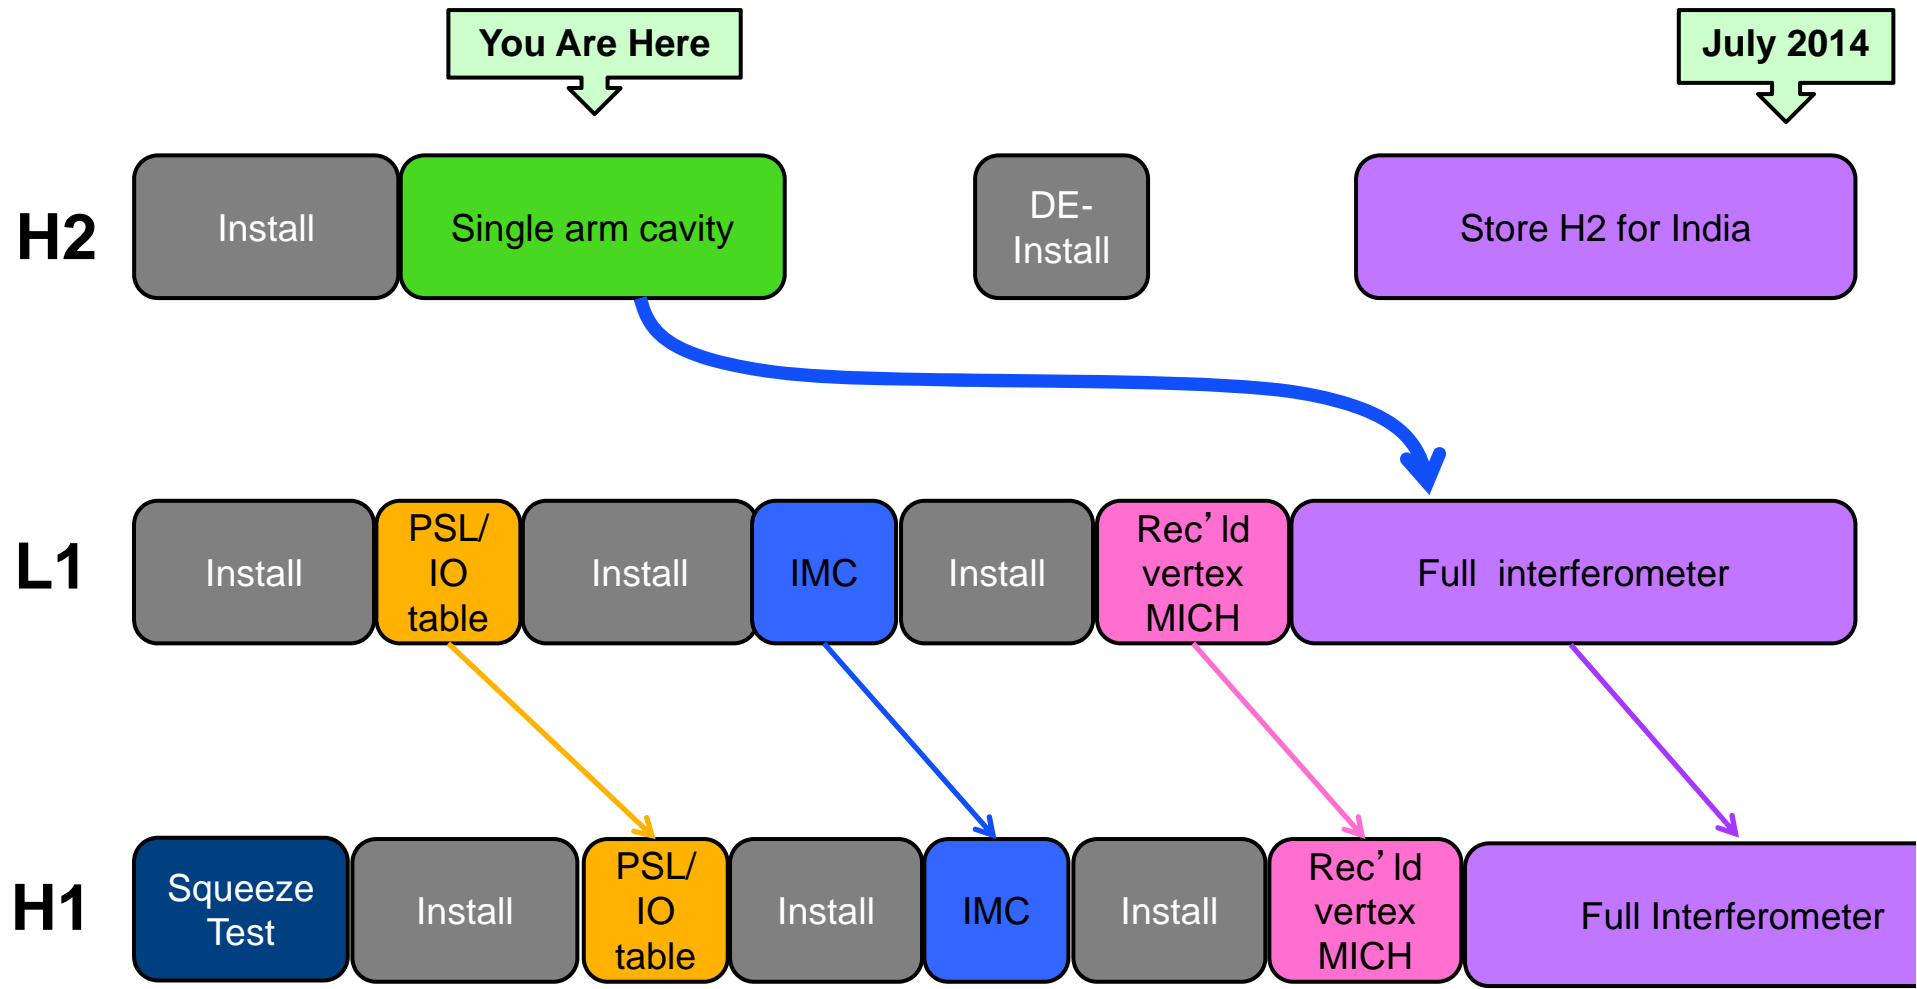 You Are Here
July 2014
H2
Install
Single arm cavity
DE-
Install
Store H2 for India
L1
Install
PSL/
IO
table
Install
IMC
Install
Rec’ld
vertex
MICH
Full interferometer
H1
Squeeze
Test
Install
PSL/
IO
table
Install
IMC
Install
Rec’ld
vertex
MICH
Full Interferometer